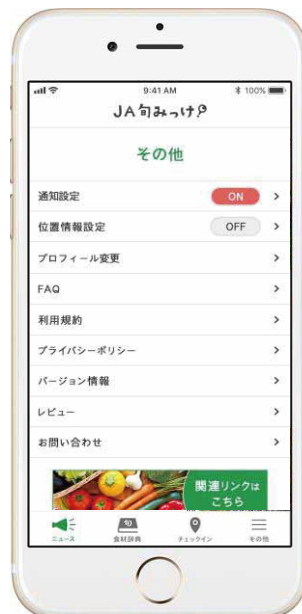 9:41 AM
100%
JA旬みっけ
その他
通知設定 ON
位置情報設定 OFF
プロフィール変更
FAQ
利用規約
プライバシーポリシー
バージョン情報
レビュー
お問い合わせ
関連リンクは
こちら
ニュース 食材辞典 チェックイン その他